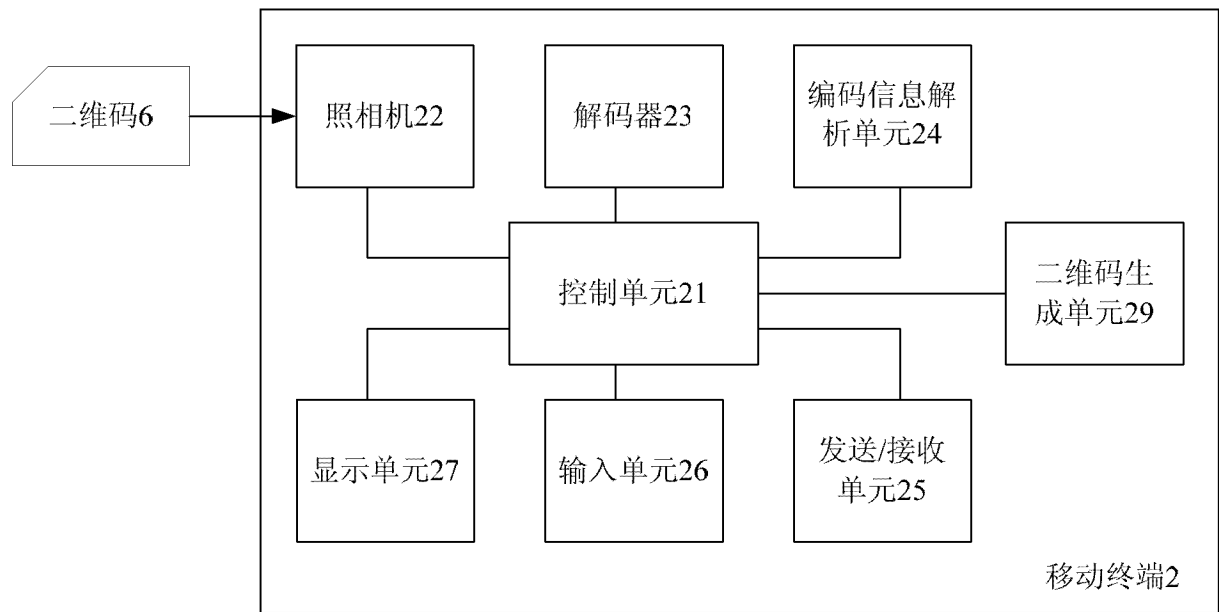 二维码6
照相机22
解码器23
编码信息解
析单元24
控制单元21
二维码生
成单元29
显示单元27
输入单元26
发送/接收
单元25
移动终端2